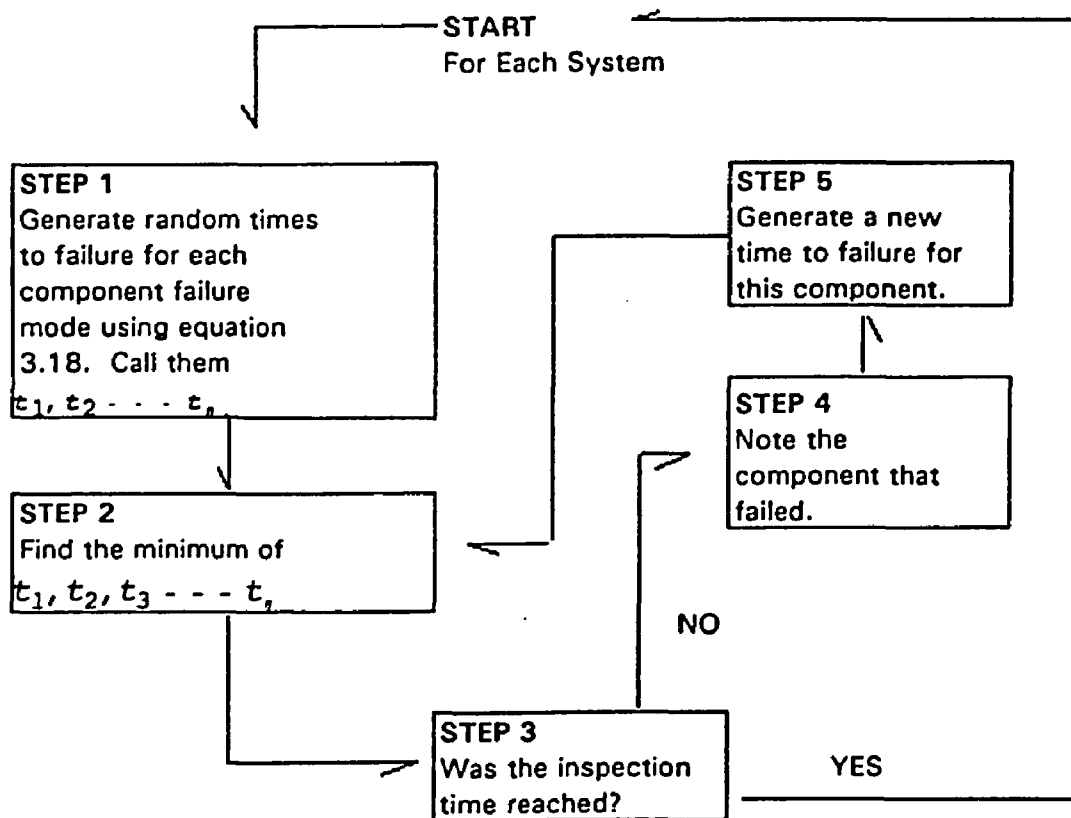 START
For Each System
STEP 1
Generate random times
to failure for each
component failure
mode using equation
3.18. Call them
t₁, t₂ - - - t,,
STEP 2
Find the minimum of
t₁, t₂, t₃ - - - t,,
STEP 3
Was the inspection
time reached?
NO
YES
STEP 4
Note the
component that
failed.
STEP 5
Generate a new
time to failure for
this component.